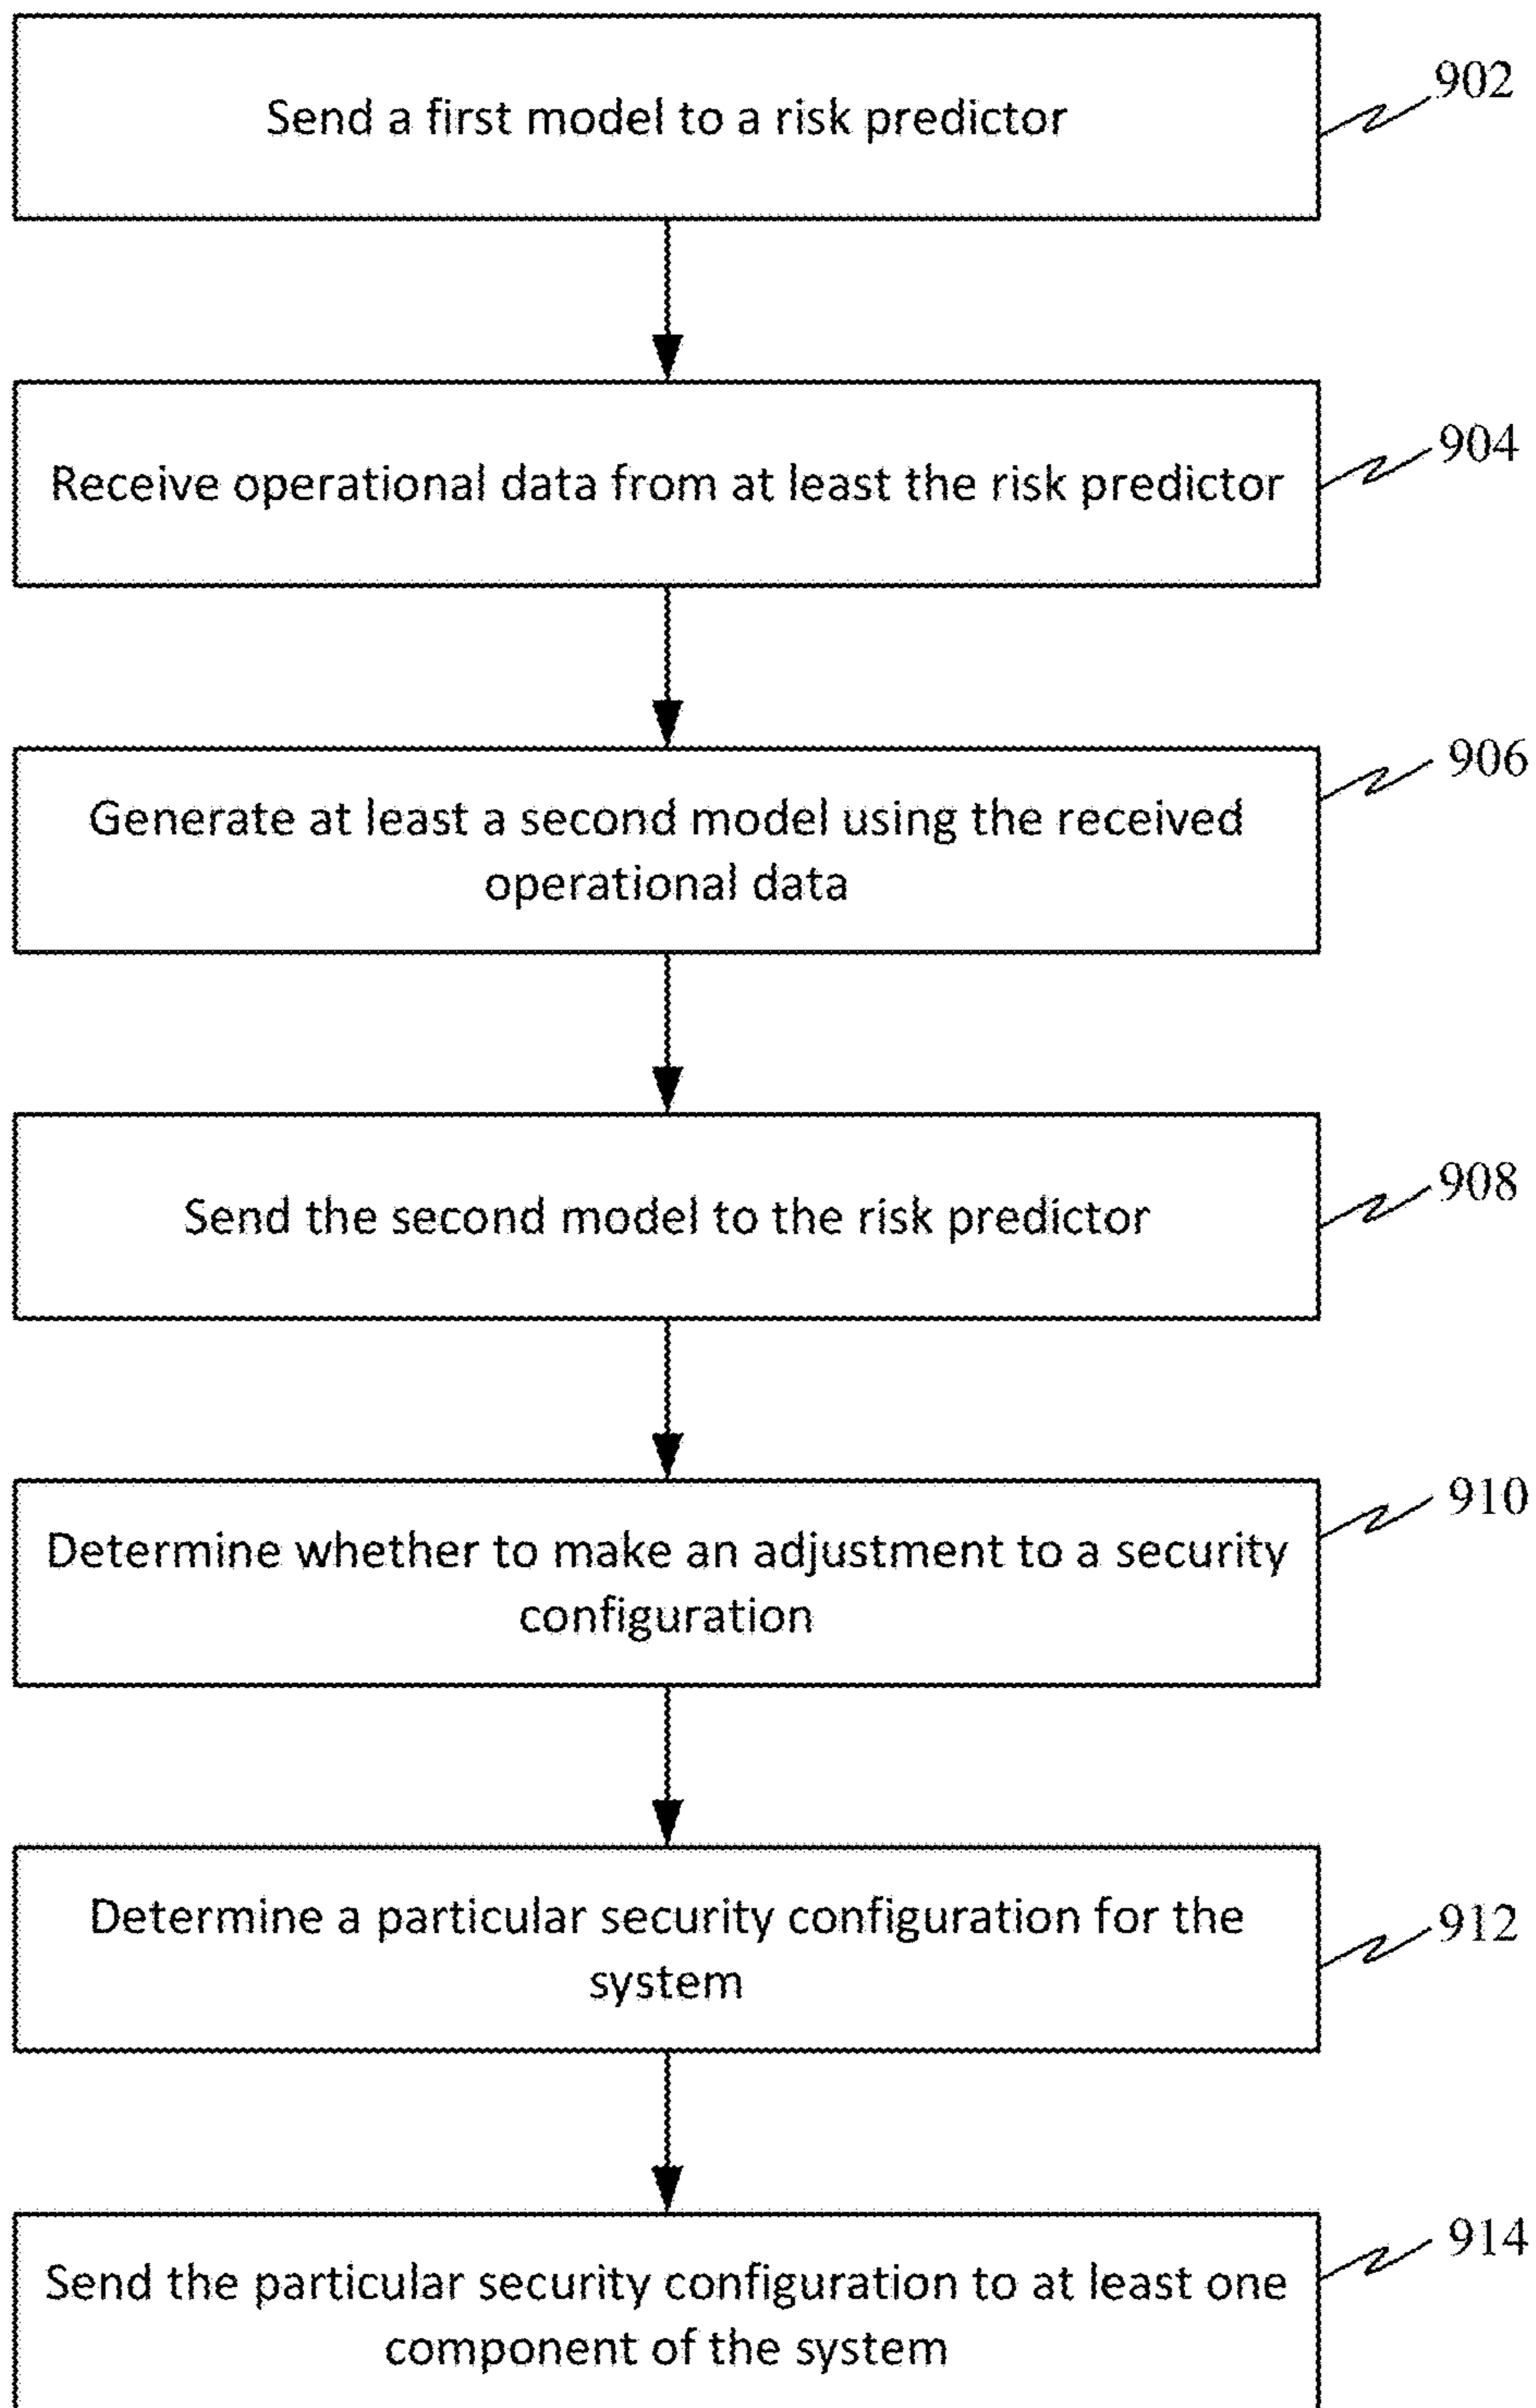 Send a first model to a risk predictor
902
Receive operational data from at least the risk predictor
904
Generate at least a second model using the received
operational data
906
Send the second model to the risk predictor
908
Determine whether to make an adjustment to a security
configuration
910
Determine a particular security configuration for the
system
912
Send the particular security configuration to at least one
component of the system
914